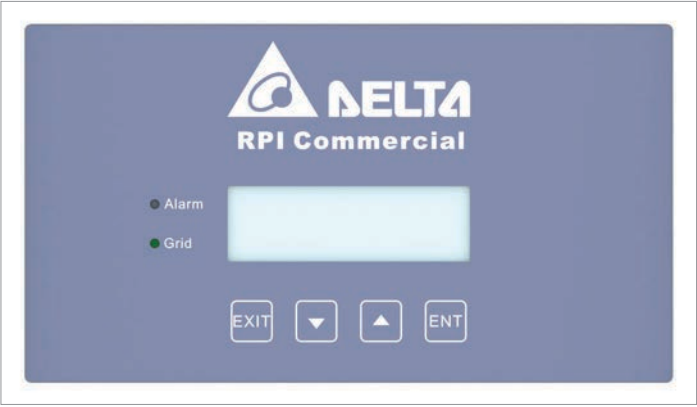 DELTA
RPI Commercial
Alarm
Grid
EXIT
ENT